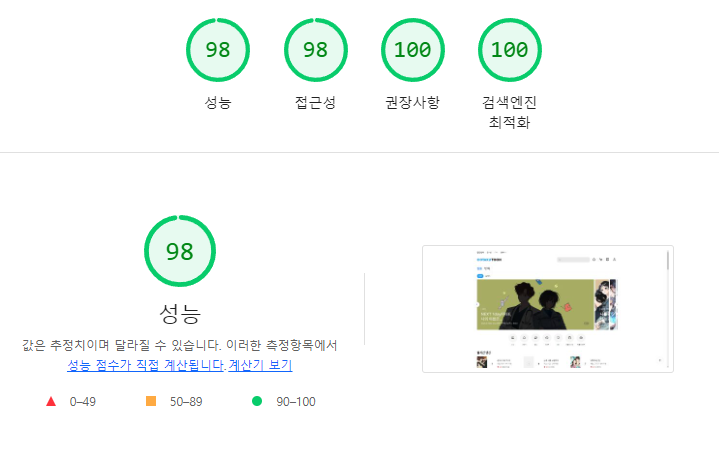 98
98
100
100
성능
접근성
권장사항
검색엔진
최적화
98
성능
값은 추정치이며 달라질 수 있습니다. 이러한 측정항목에서
성능 점수가 직접 계산됩니다. 계산기 보기
0–49
50–89
90–100